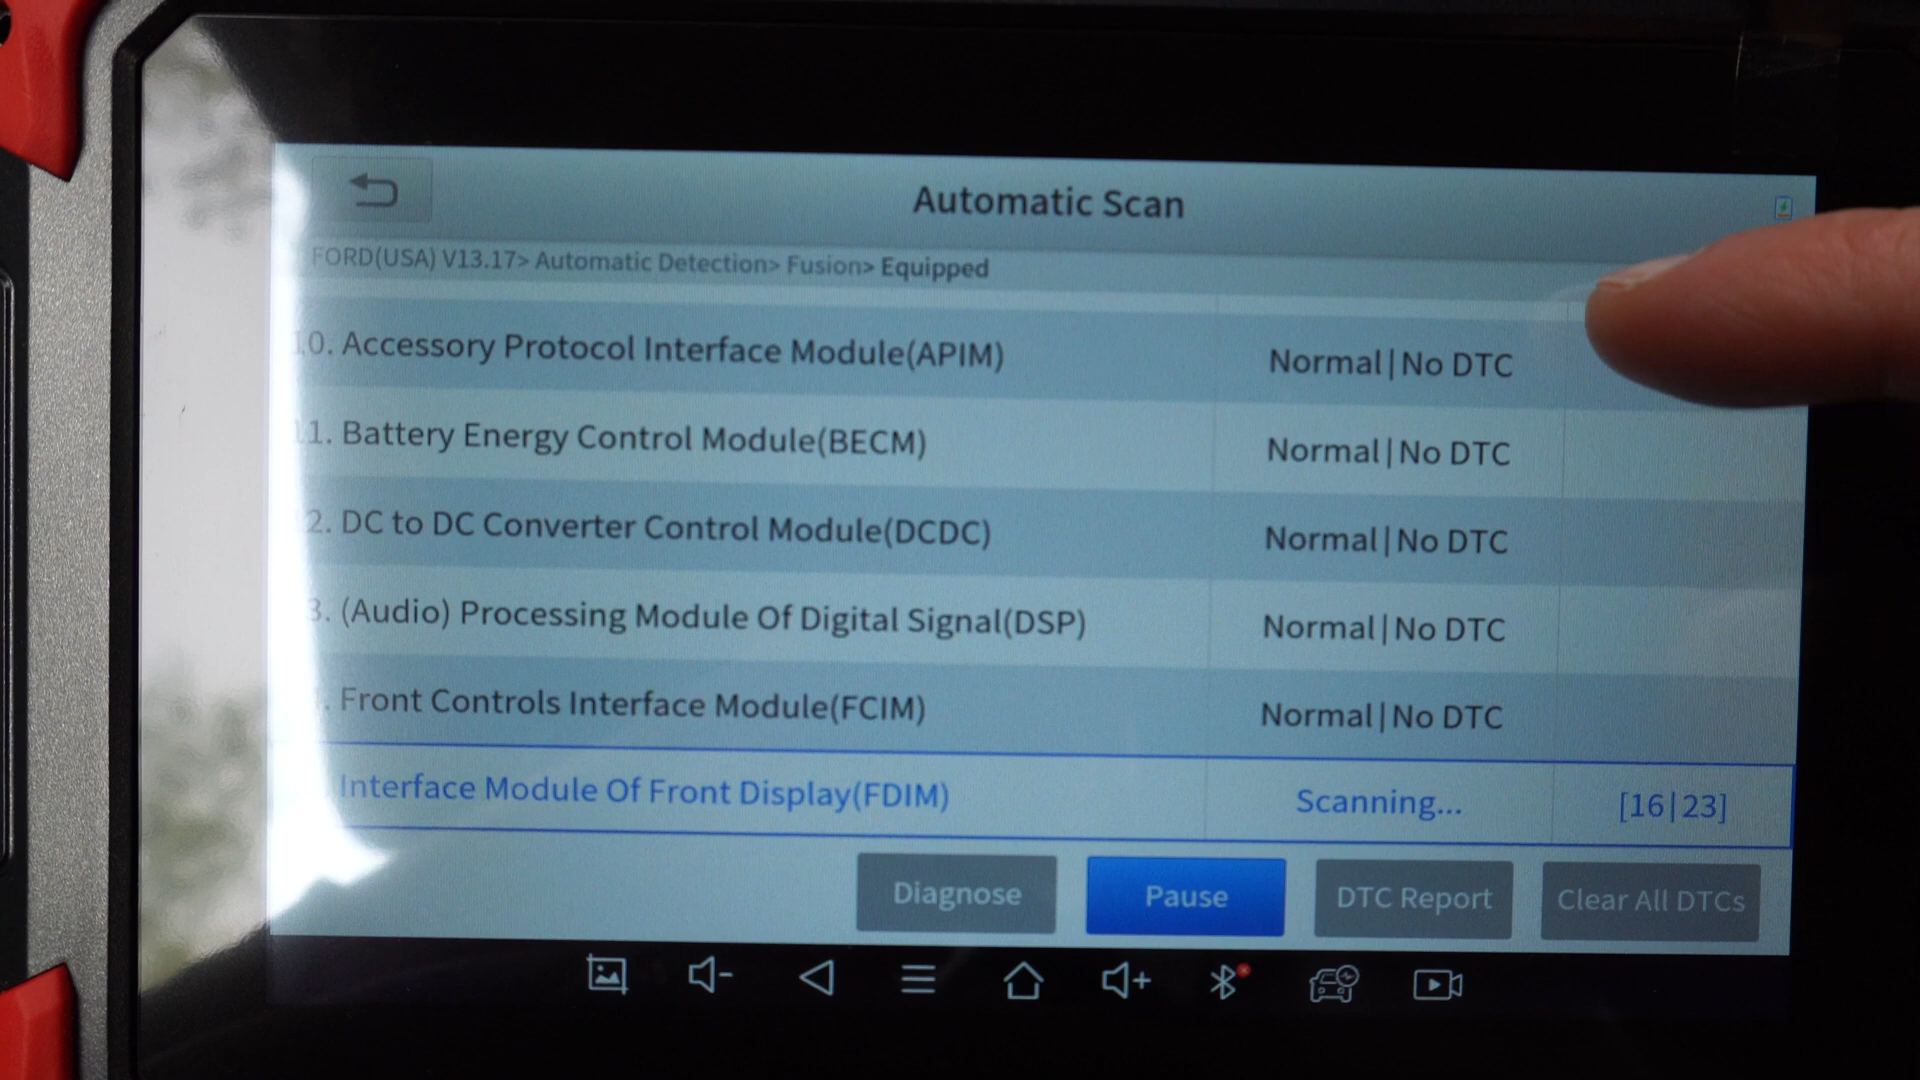 Automatic Scan
FORD(USA) V13.17> Automatic Detection> Fusion> Equipped
10. Accessory Protocol Interface Module(APIM) Normal|No DTC
11. Battery Energy Control Module(BECM) Normal|No DTC
2. DC to DC Converter Control Module(DCDC) Normal|No DTC
3. (Audio) Processing Module Of Digital Signal(DSP) Normal|No DTC
. Front Controls Interface Module(FCIM) Normal|No DTC
Interface Module Of Front Display(FDIM) Scanning... [16|23]
Diagnose Pause DTC Report Clear All DTCs